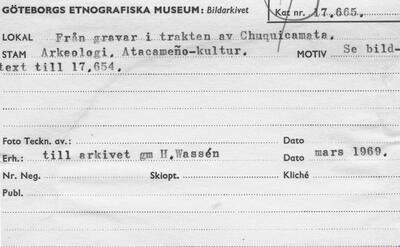 GÖTEBORGS ETNOGRAFISKA MUSEUM: Bildarkivet Kat nr 17.665.
LOKAL Från gravar i trakten av Chuquicamata.
STAM Arkeologi. Atacameño-kultur. MOTIV Se bild-
text till 17,654.
Foto Teckn. av: Dato
Erh.: till arkivet gm H.Wassén Dato mars 1969.
Nr. Neg. Skiopt. Kliché
Publ.